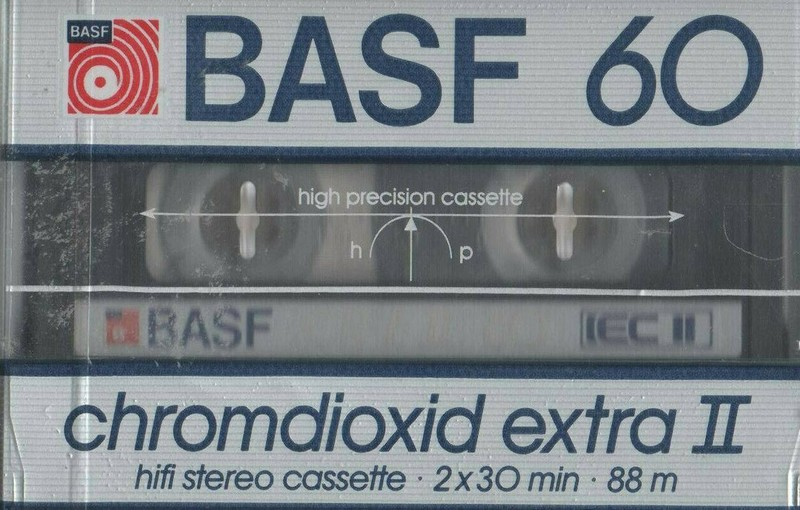 BASF
BASF 60
high precision cassette
h p
BASF IEC II
chromdioxid extra II
hifi stereo cassette · 2x30 min · 88 m